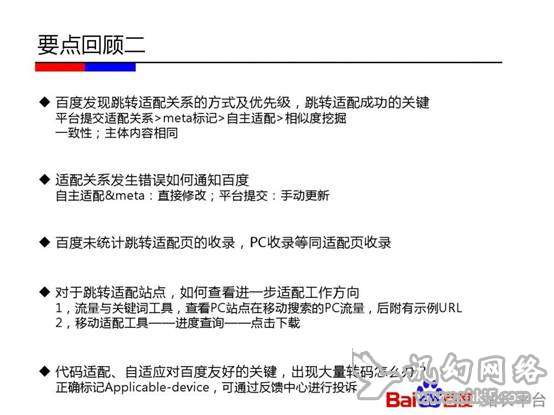 要点回顾二
◆ 百度发现跳转适配关系的方式及优先级，跳转适配成功的关键
平台提交适配关系>meta标记>自主适配>相似度挖掘
一致性；主体内容相同
◆ 适配关系发生错误如何通知百度
自主适配&meta：直接修改；平台提交：手动更新
◆ 百度未统计跳转适配页的收录，PC收录等同适配页收录
◆ 对于跳转适配站点，如何查看进一步适配工作方向
1，流量与关键词工具，查看PC站点在移动搜索的PC流量，后附有示例URL
2，移动适配工具——进度查询——点击下载
◆ 代码适配、自适应对百度友好的关键，出现大量转码怎么办？
正确标记Applicable-device，可通过反馈中心进行投诉
汛幻网络
Bai 百度 平台